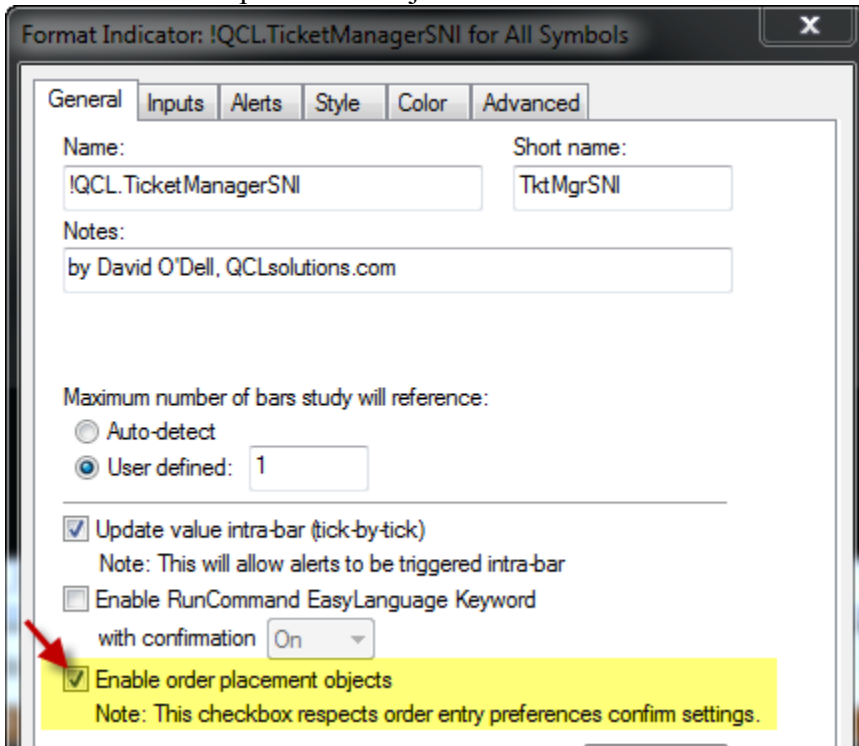 Format Indicator: !QCL.TicketManagerSNI for All Symbols
General Inputs Alerts Style Color Advanced
Name: Short name:
!QCL.TicketManagerSNI TktMgrSNI
Notes:
by David O'Dell, QCLsolutions.com
Maximum number of bars study will reference:
Auto-detect
User defined: 1
Update value intra-bar (tick-by-tick)
Note: This will allow alerts to be triggered intra-bar
Enable RunCommand EasyLanguage Keyword
with confirmation On
Enable order placement objects
Note: This checkbox respects order entry preferences confirm settings.